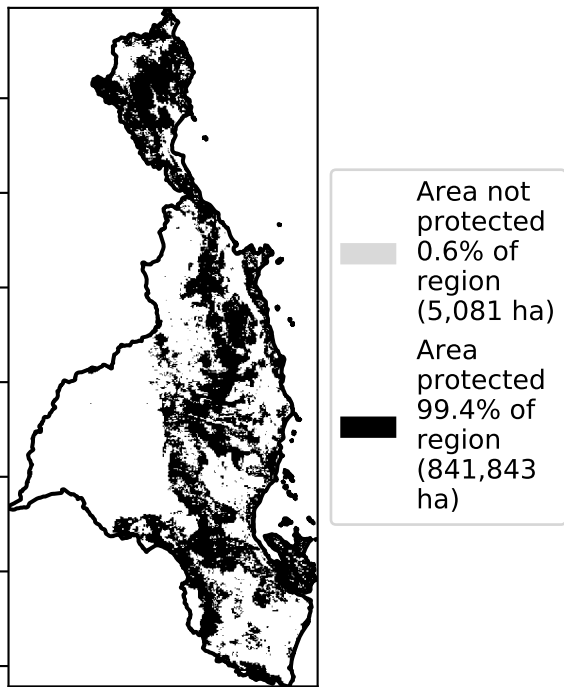 Area not
protected
0.6% of
region
(5,081 ha)
Area
protected
99.4% of
region
(841,843
ha)